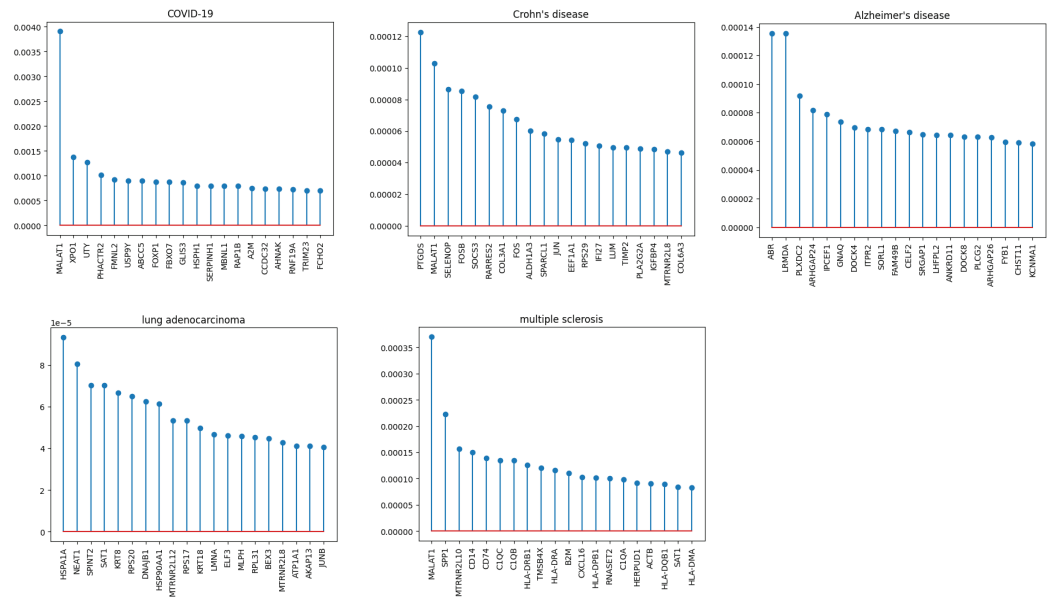 COVID-19
0.0040
0.0035
0.0030
0.0025
0.0020
0.0015
0.0010
0.0005
0.0000
MALAT1
XPO1
UTY
PHACTR2
FMNL2
USP9Y
ABCC5
FOXP1
FBXO7
GLIS3
HSPH1
SERPINH1
MBNL1
RAP1B
A2M
CCDC32
AHNAK
RNF19A
TRIM23
FCHO2
Crohn's disease
0.00012
0.00010
0.00008
0.00006
0.00004
0.00002
0.00000
PTGDS
MALAT1
SELENOP
FOSB
SOCS3
RARRES2
COL3A1
FOS
ALDH1A3
SPARCL1
JUN
EEF1A1
RPS29
IFI27
LUM
TIMP2
PLA2G2A
IGFBP4
MTRNR2L8
COL6A3
Alzheimer's disease
0.00014
0.00012
0.00010
0.00008
0.00006
0.00004
0.00002
0.00000
ABR
LRMDA
PLXDC2
ARHGAP24
IPCEF1
GNAQ
DOCK4
ITPR2
SORL1
FAM49B
CELF2
SRGAP1
LHFPL2
ANKRD11
DOCK8
PLCG2
ARHGAP26
FYB1
CHST11
KCNMA1
lung adenocarcinoma
1e−5
8
6
4
2
0
HSPA1A
NEAT1
SPINT2
SAT1
KRT8
RPS20
DNAJB1
HSP90AA1
MTRNR2L12
RPS17
KRT18
LMNA
ELF3
MLPH
RPL31
BEX3
MTRNR2L8
ATP1A1
AKAP13
JUNB
multiple sclerosis
0.00035
0.00030
0.00025
0.00020
0.00015
0.00010
0.00005
0.00000
MALAT1
SPP1
MTRNR2L10
CD14
CD74
C1QC
C1QB
HLA-DRB1
TMSB4X
HLA-DRA
B2M
CXCL16
HLA-DPB1
RNASET2
C1QA
HERPUD1
ACTB
HLA-DQB1
SAT1
HLA-DMA